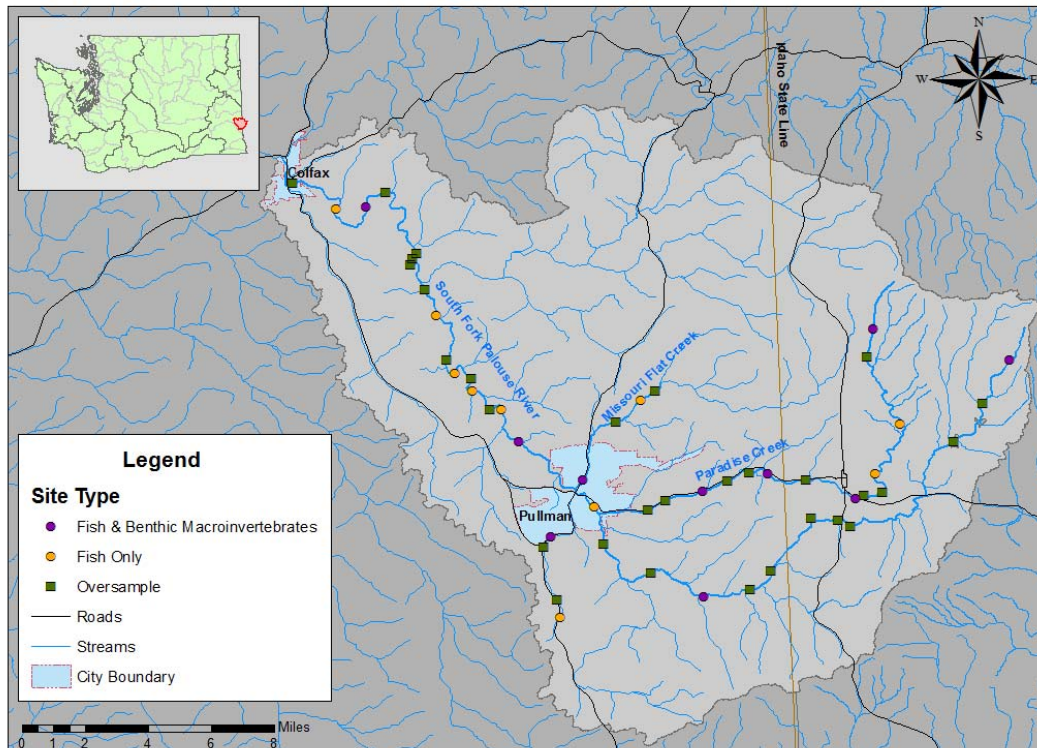 N
W
E
S
Idaho State Line
Colfax
South Fork Palouse River
Missouri Flat Creek
Paradise Creek
Pullman
Legend
Site Type
Fish & Benthic Macroinvertebrates
Fish Only
Oversample
Roads
Streams
City Boundary
Miles
0 1 2 4 6 8